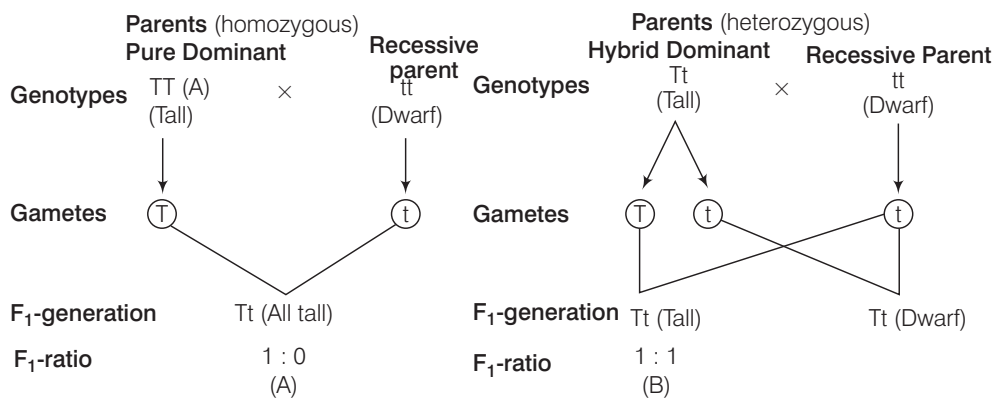 Parents (homozygous)
Pure Dominant
Recessive
parent
Genotypes TT (A) × tt
(Tall) (Dwarf)
Gametes T t
F₁-generation Tt (All tall)
F₁-ratio 1 : 0
(A)
Parents (heterozygous)
Hybrid Dominant Recessive Parent
Genotypes Tt × tt
(Tall) (Dwarf)
Gametes T t t
F₁-generation Tt (Tall) Tt (Dwarf)
F₁-ratio 1 : 1
(B)